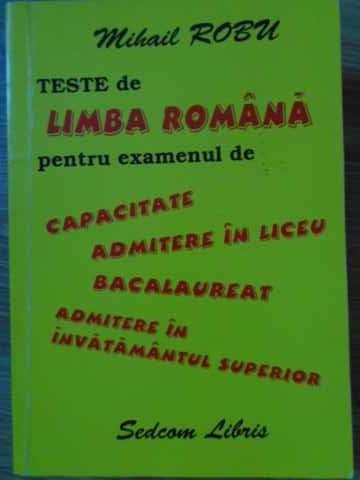 Mihail ROBU
TESTE de
LIMBA ROMÂNĂ
pentru examenul de
CAPACITATE
ADMITERE ÎN LICEU
BACALAUREAT
ADMITERE ÎN
ÎNVĂTĂMÂNTUL SUPERIOR
Sedcom Libris